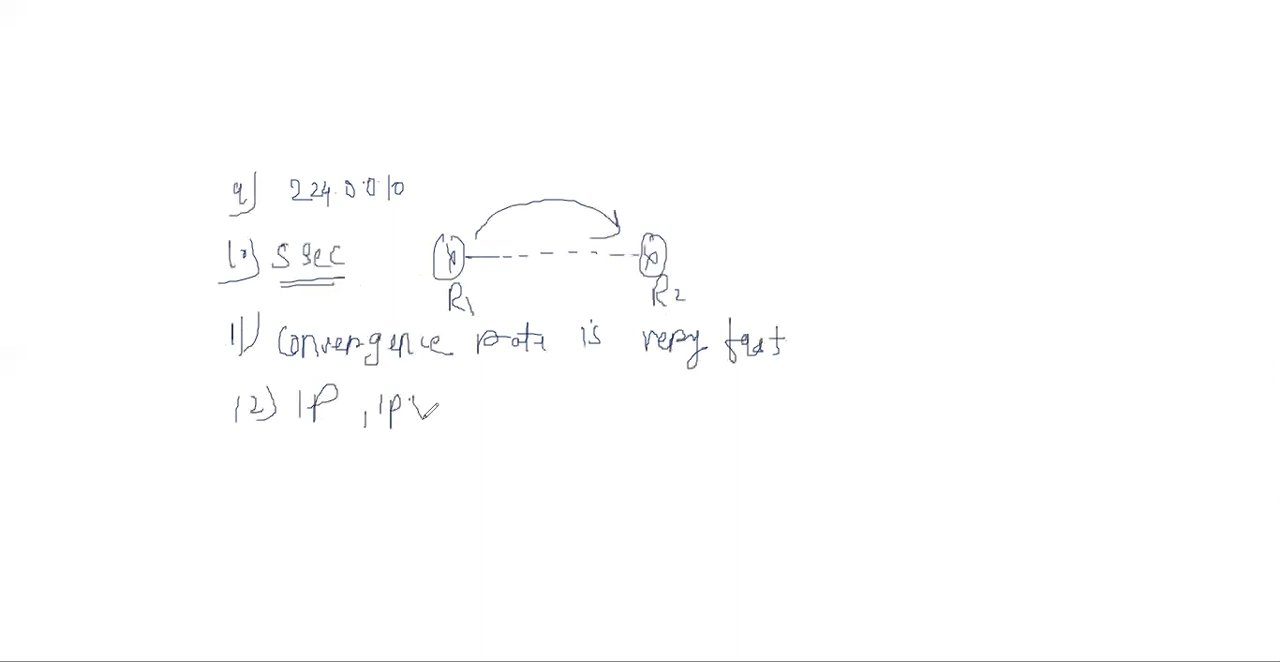 9) 224.0.0.10
10) 5 sec
R1 R2
11) Convergence rate is very fast
12) IP, IPV